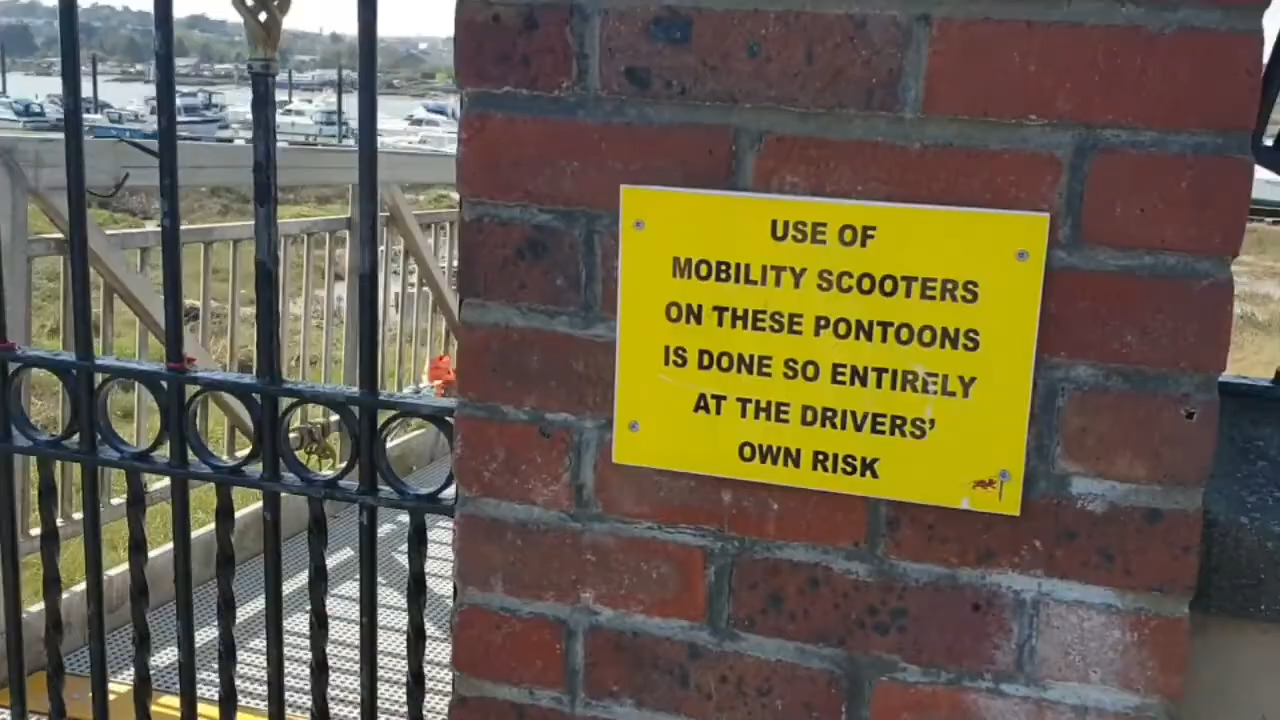 USE OF
MOBILITY SCOOTERS
ON THESE PONTOONS
IS DONE SO ENTIRELY
AT THE DRIVERS'
OWN RISK